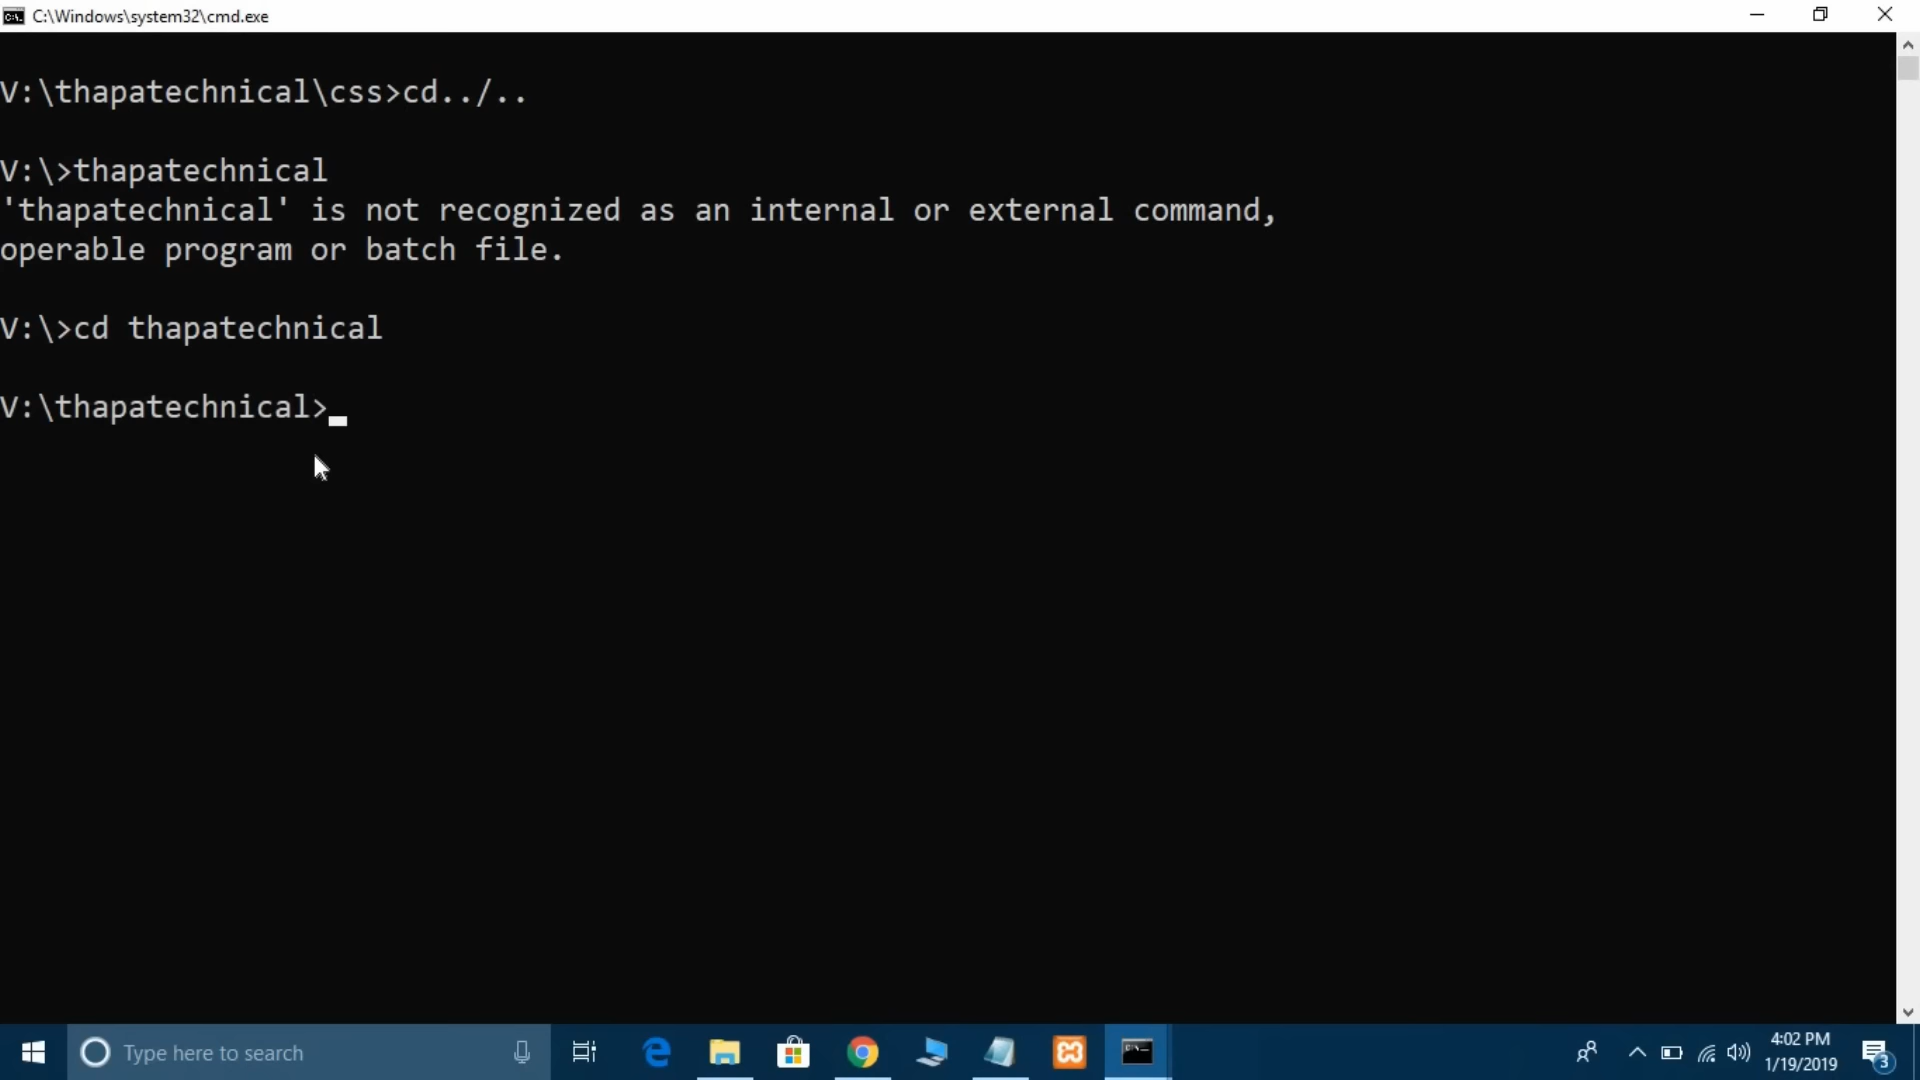 C:\Windows\system32\cmd.exe
V:\thapatechnical\css>cd../..
V:\>thapatechnical
'thapatechnical' is not recognized as an internal or external command,
operable program or batch file.
V:\>cd thapatechnical
V:\thapatechnical>
Type here to search
4:02 PM
1/19/2019
3